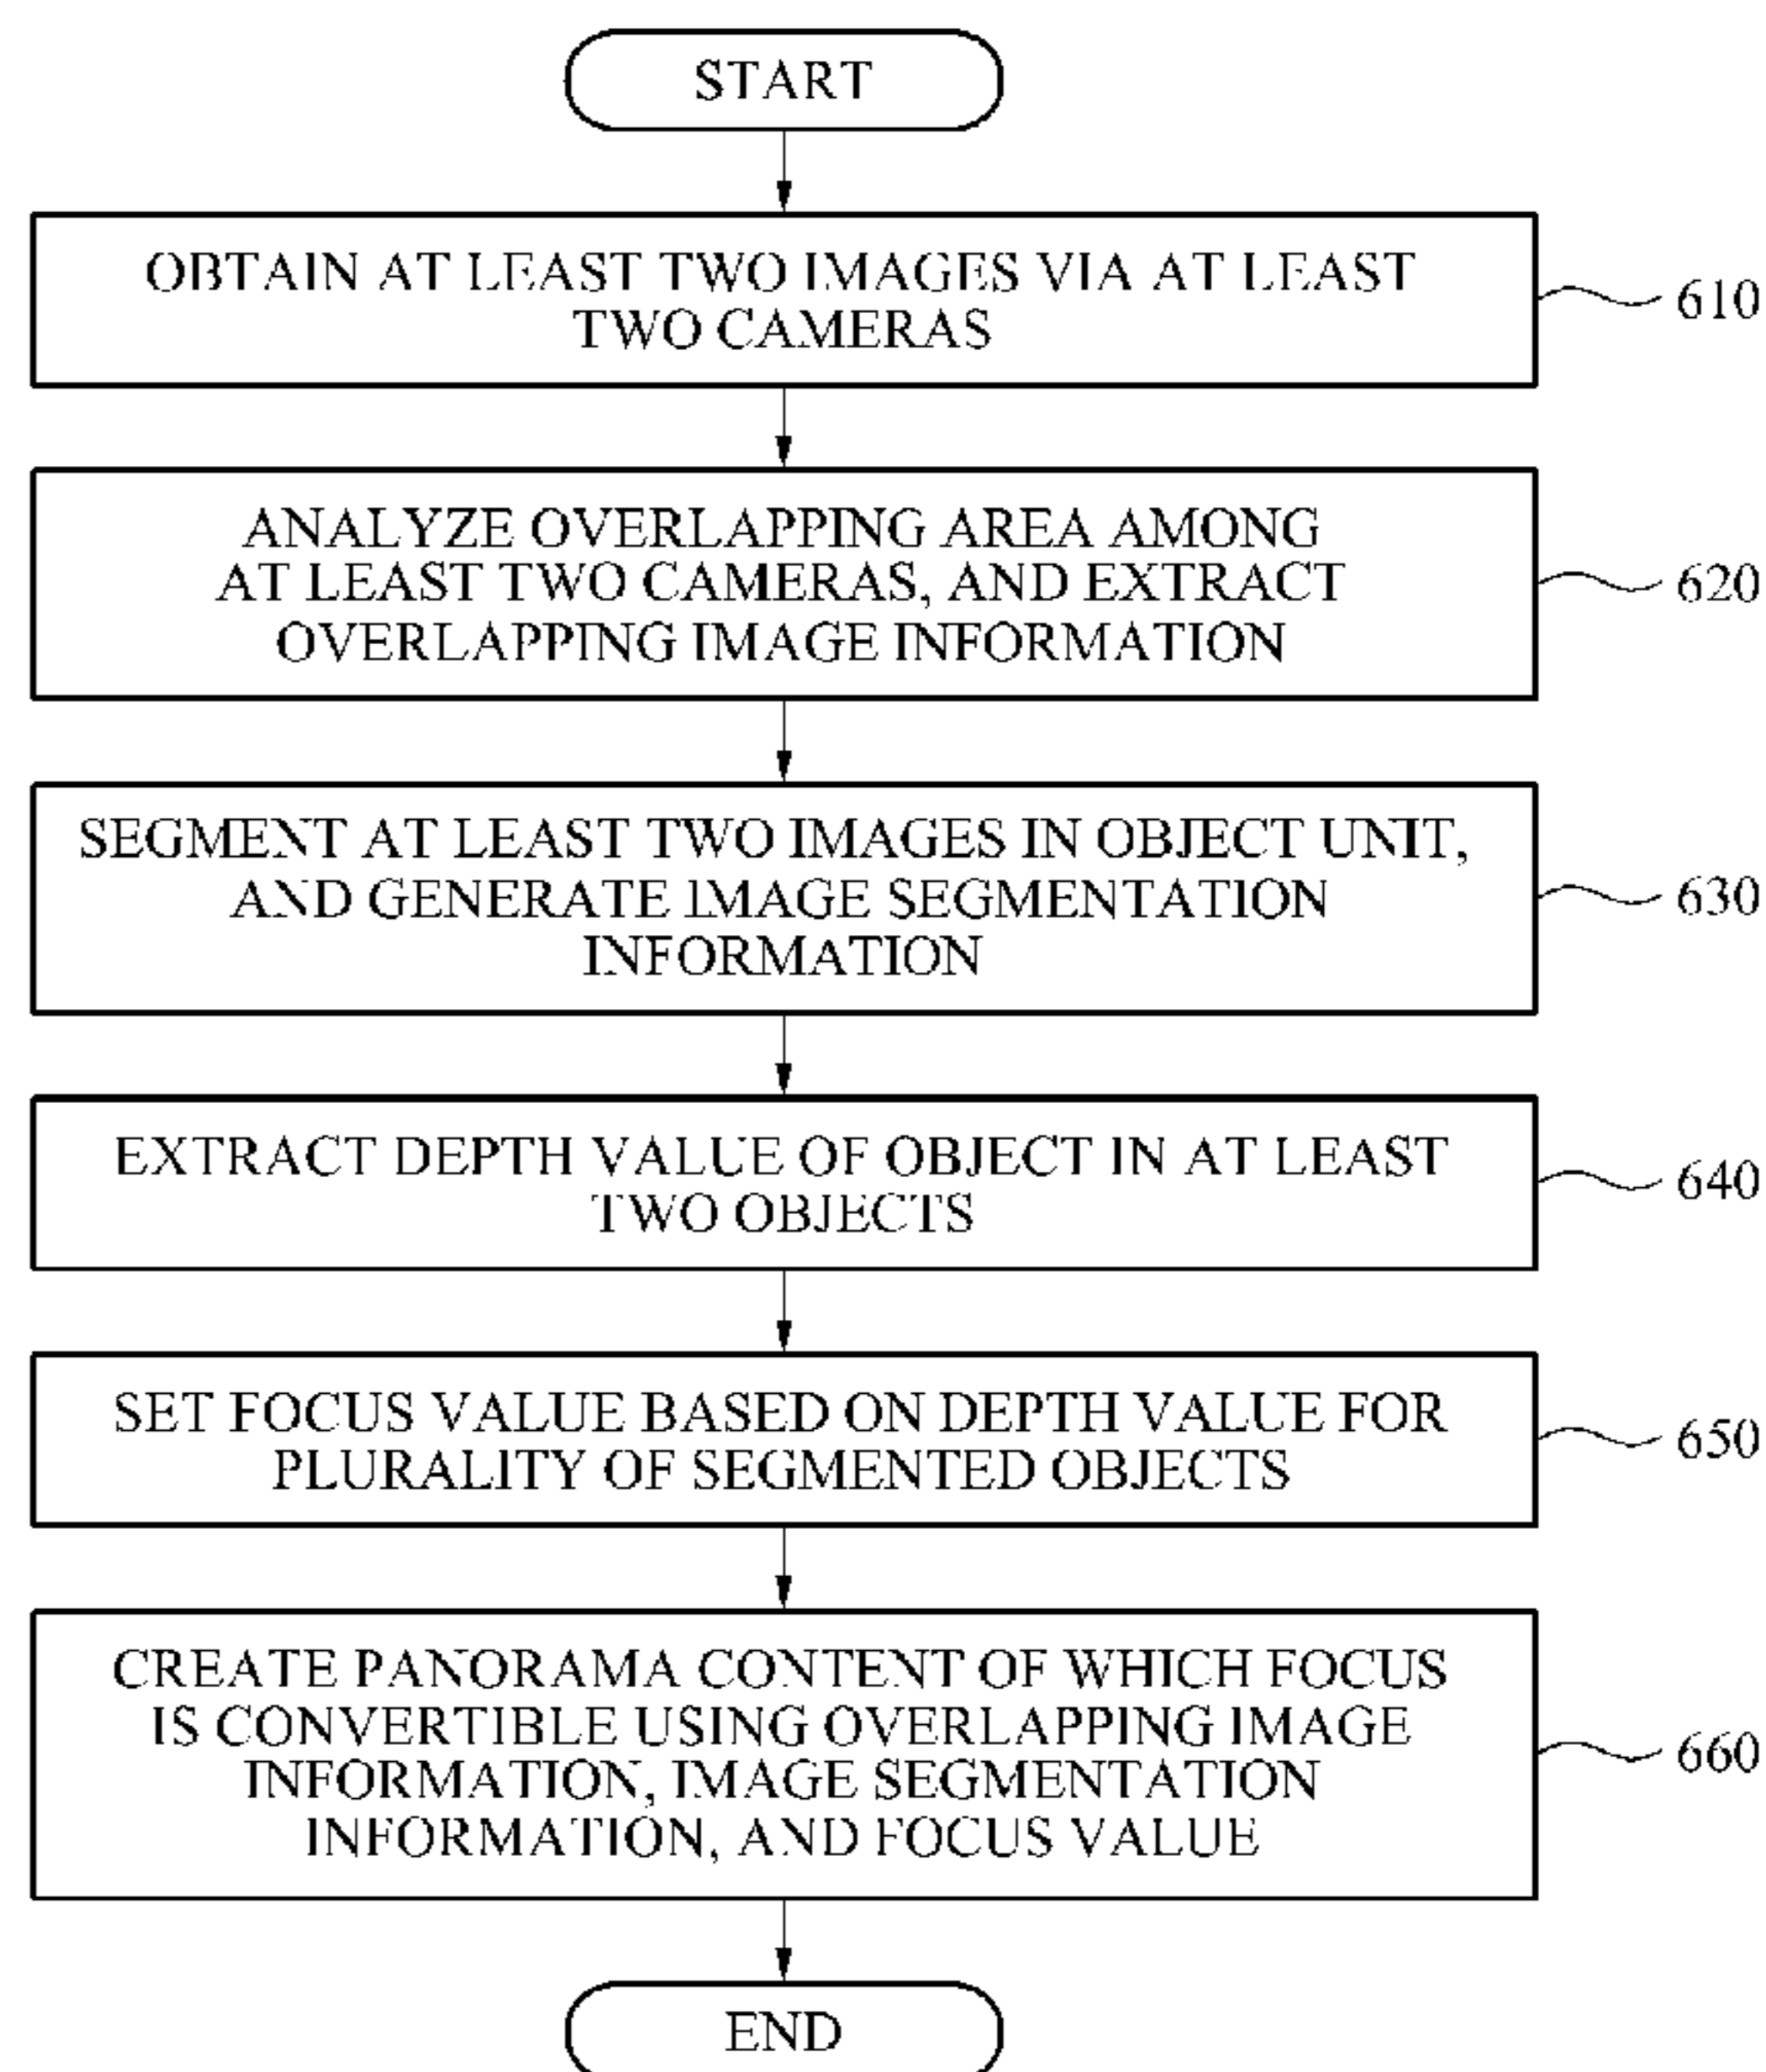 START
OBTAIN AT LEAST TWO IMAGES VIA AT LEAST
TWO CAMERAS
610
ANALYZE OVERLAPPING AREA AMONG
AT LEAST TWO CAMERAS, AND EXTRACT
OVERLAPPING IMAGE INFORMATION
620
SEGMENT AT LEAST TWO IMAGES IN OBJECT UNIT,
AND GENERATE IMAGE SEGMENTATION
INFORMATION
630
EXTRACT DEPTH VALUE OF OBJECT IN AT LEAST
TWO OBJECTS
640
SET FOCUS VALUE BASED ON DEPTH VALUE FOR
PLURALITY OF SEGMENTED OBJECTS
650
CREATE PANORAMA CONTENT OF WHICH FOCUS
IS CONVERTIBLE USING OVERLAPPING IMAGE
INFORMATION, IMAGE SEGMENTATION
INFORMATION, AND FOCUS VALUE
660
END